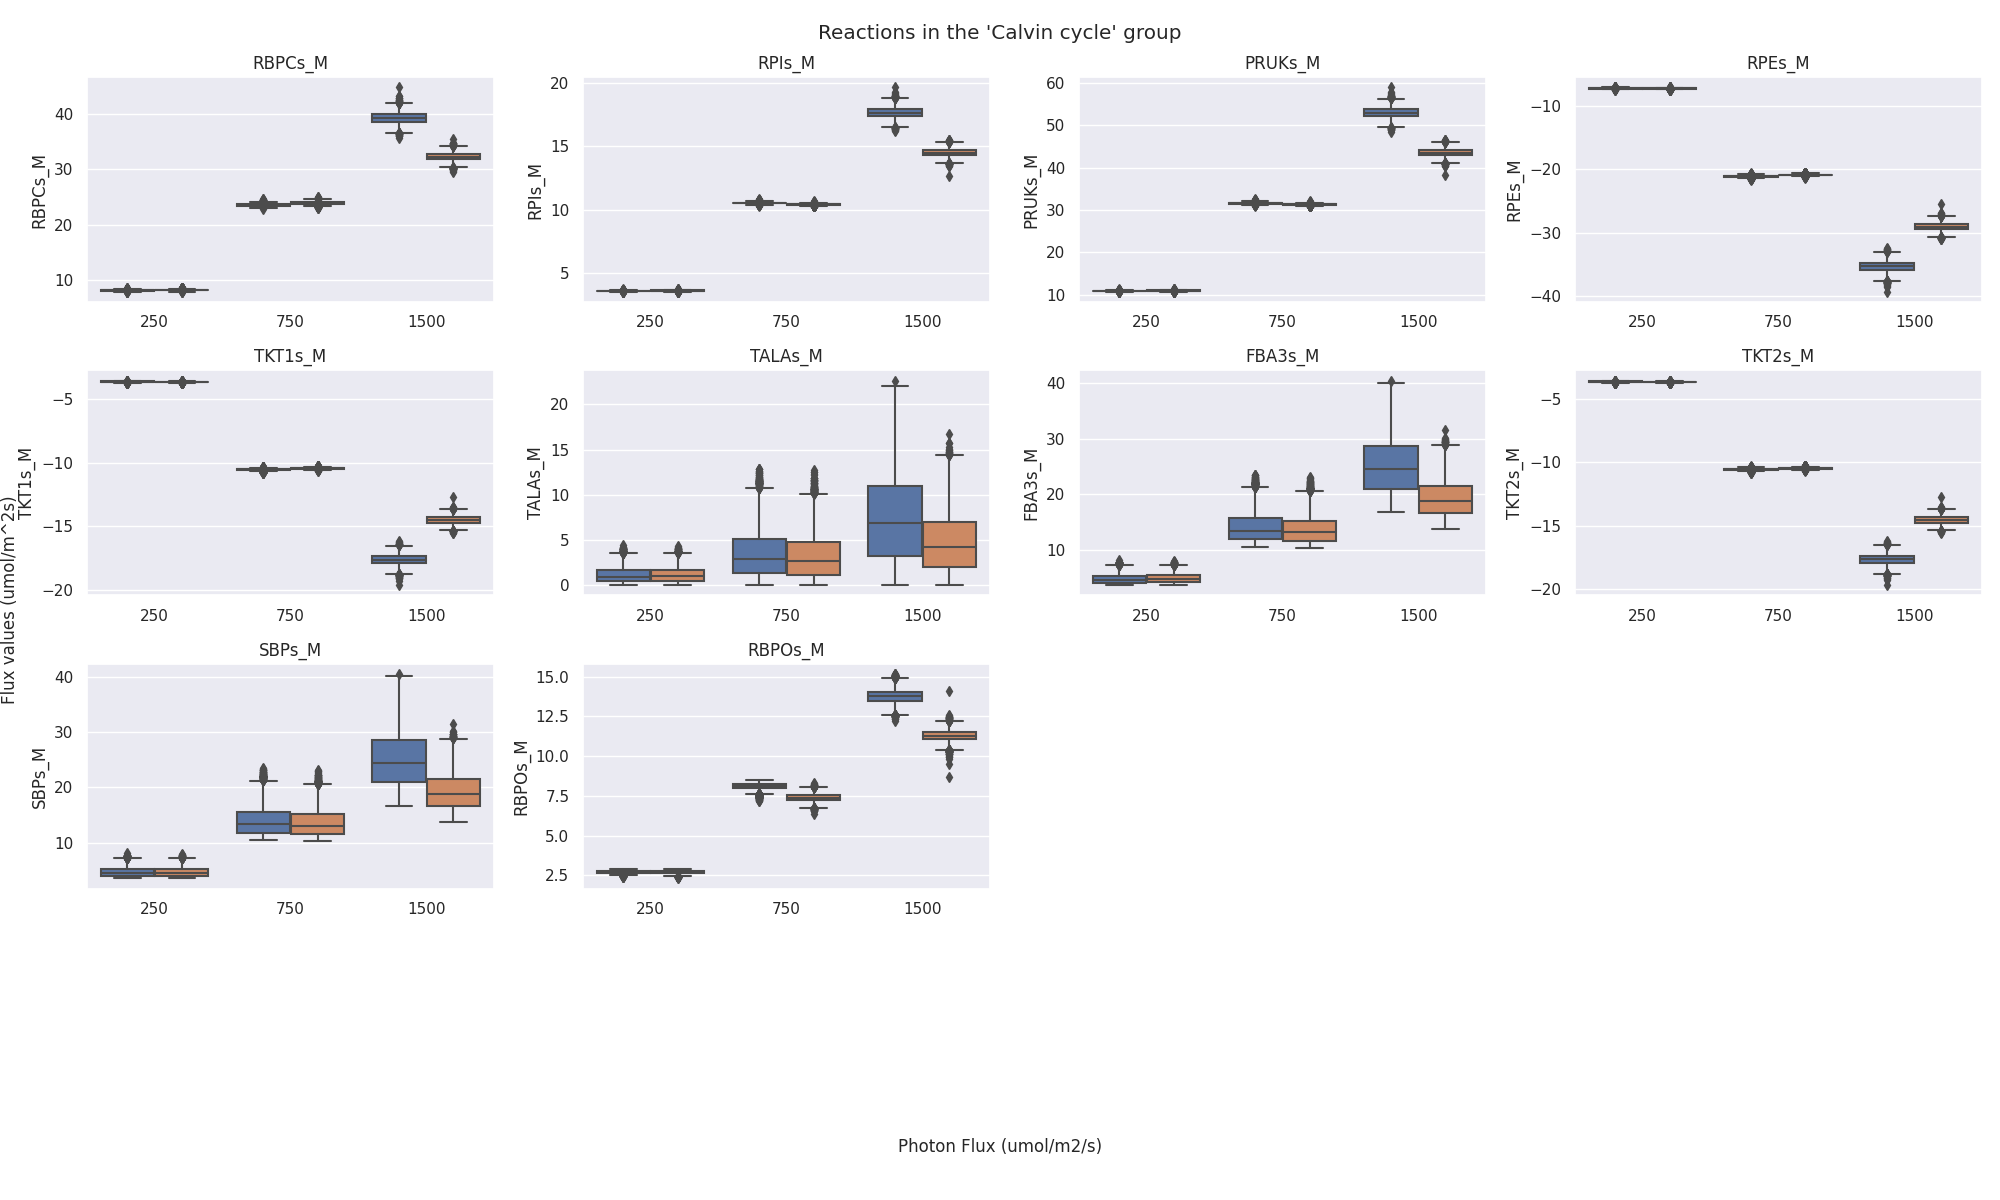 Reactions in the 'Calvin cycle' group
RBPCs_M
RPIs_M
PRUKs_M
RPEs_M
RBPCs_M
40
30
20
10
250 750 1500
RPIs_M
20
15
10
5
250 750 1500
PRUKs_M
60
50
40
30
20
10
250 750 1500
RPEs_M
−10
−20
−30
−40
250 750 1500
TKT1s_M
TALAs_M
FBA3s_M
TKT2s_M
TKT1s_M
−5
−10
−15
−20
250 750 1500
TALAs_M
20
15
10
5
0
250 750 1500
FBA3s_M
40
30
20
10
250 750 1500
TKT2s_M
−5
−10
−15
−20
250 750 1500
Flux values (umol/m^2s)
SBPs_M
RBPOs_M
SBPs_M
40
30
20
10
250 750 1500
RBPOs_M
15.0
12.5
10.0
7.5
5.0
2.5
250 750 1500
Photon Flux (umol/m2/s)